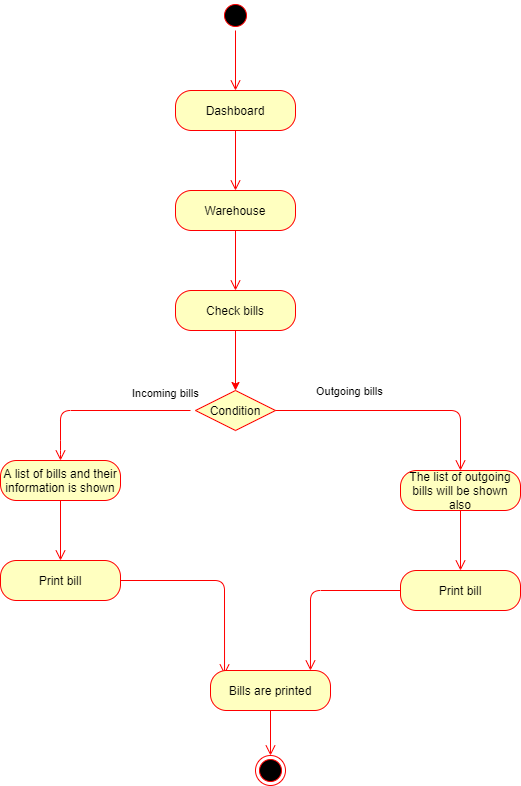 Dashboard
Warehouse
Check bills
Incoming bills
Outgoing bills
Condition
A list of bills and their
information is shown
The list of outgoing
bills will be shown
also
Print bill
Print bill
Bills are printed